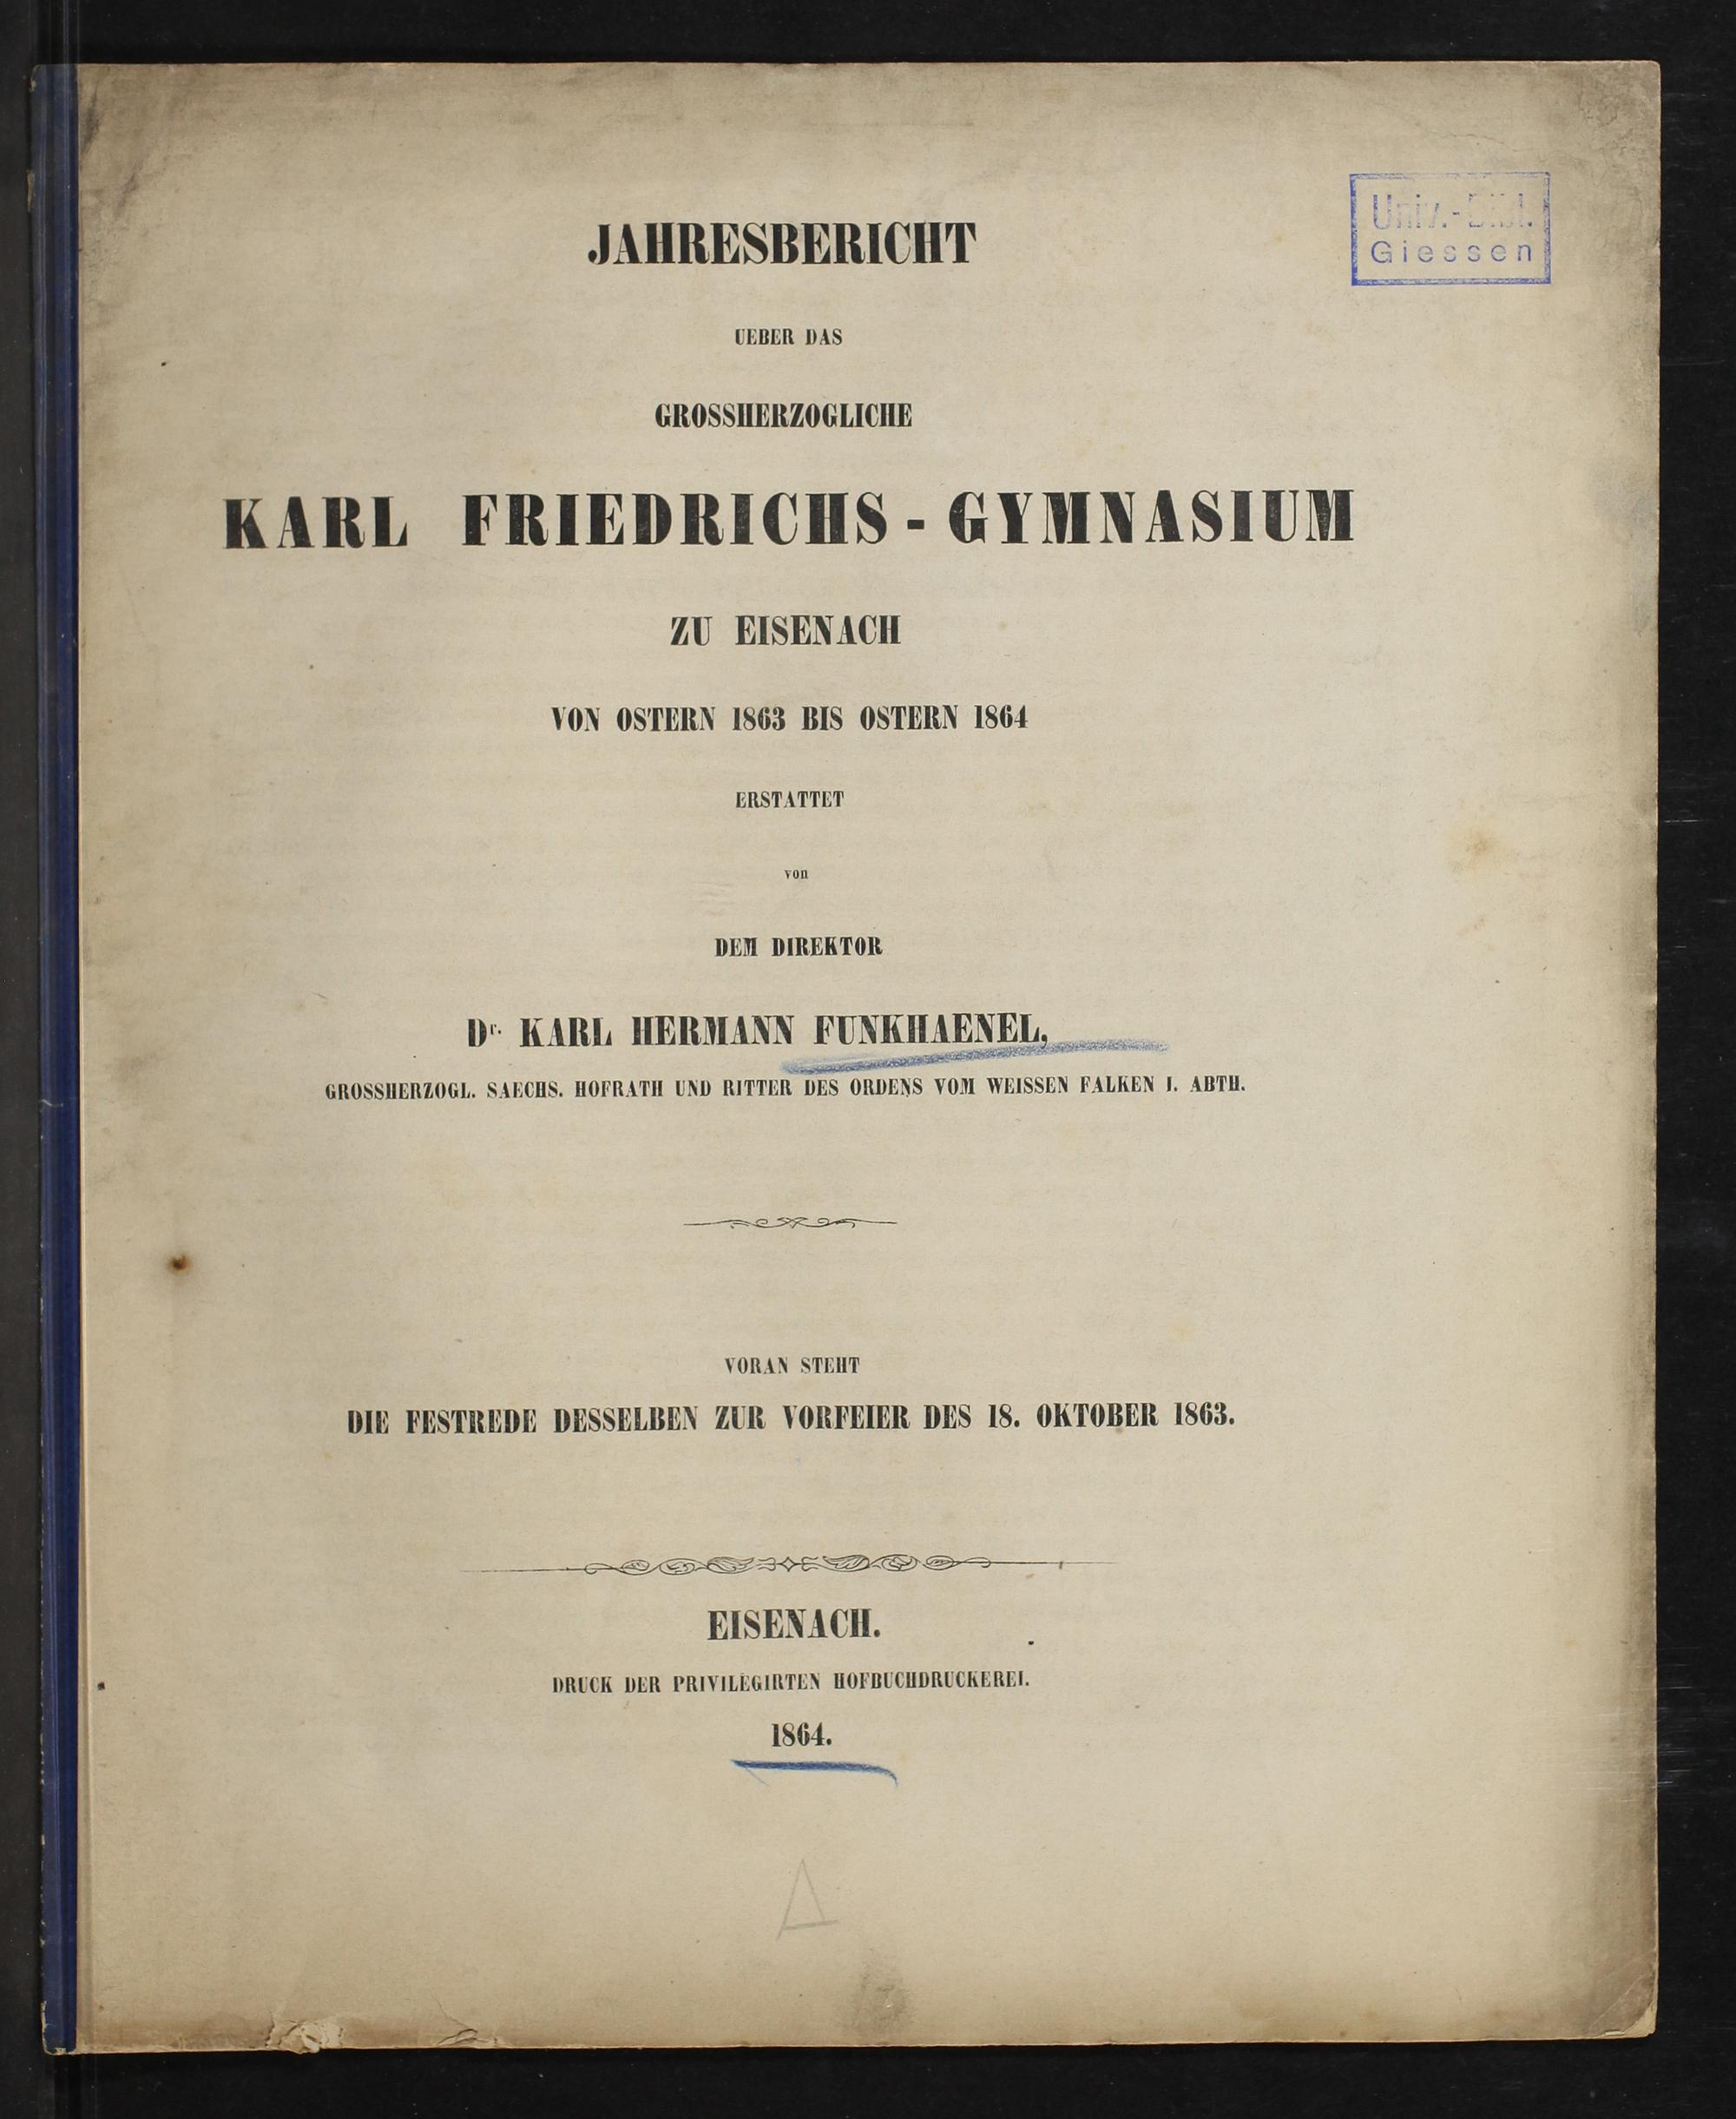 JAHRESBERICHT
Univ.-Bibl.
Giessen
UEBER DAS
GROSSHERZOGLICHE
KARL FRIEDRICHS-GYMNASIUM
ZU EISENACH
VON OSTERN 1863 BIS OSTERN 1864
ERSTATTET
von
DEM DIREKTOR
Dr. KARL HERMANN FUNKHAENEL,
GROSSHERZOGL. SAECHS. HOFRATH UND RITTER DES ORDENS VOM WEISSEN FALKEN I. ABTH.
VORAN STEHT
DIE FESTREDE DESSELBEN ZUR VORFEIER DES 18. OKTOBER 1863.
EISENACH.
DRUCK DER PRIVILEGIRTEN HOFBUCHDRUCKEREI.
1864.